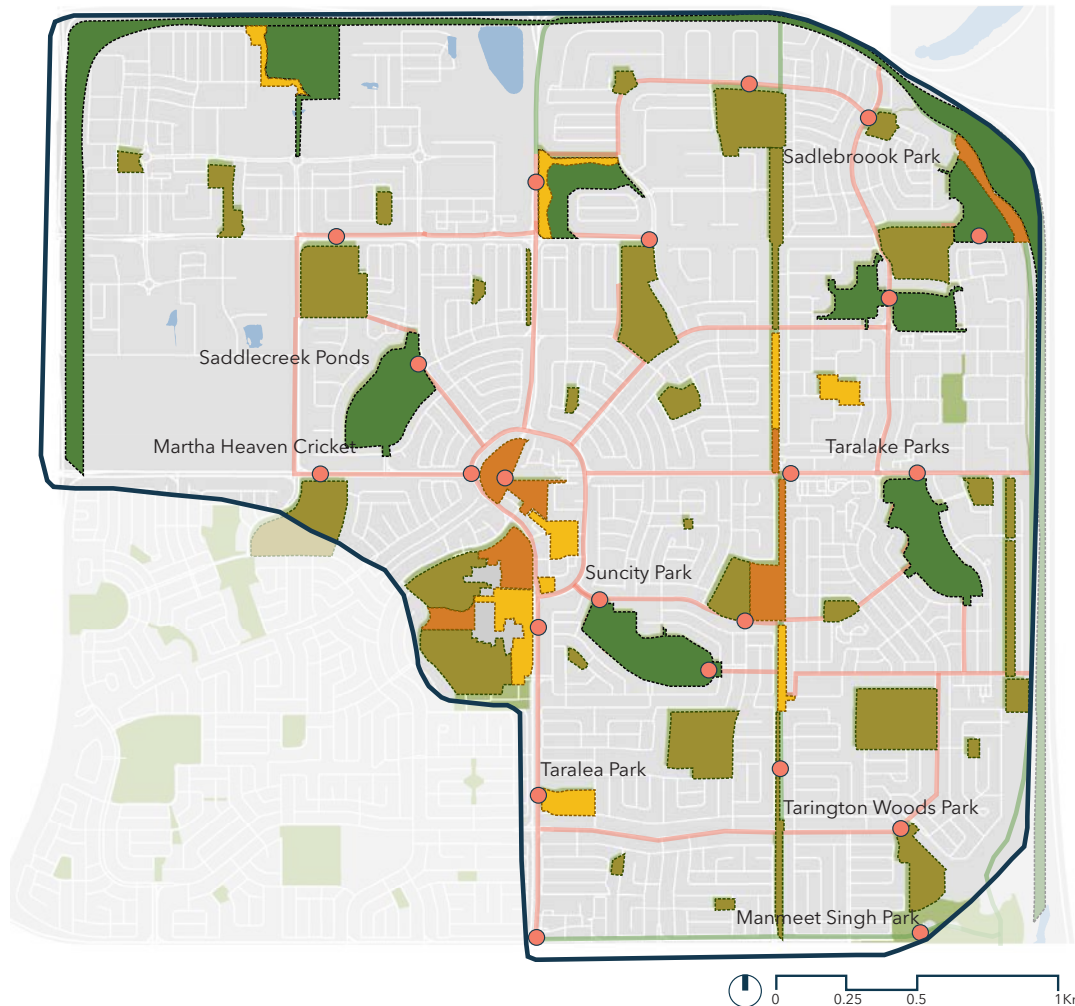 Sadlebroook Park
Saddlecreek Ponds
Martha Heaven Cricket
Taralake Parks
Suncity Park
Taralea Park
Tarington Woods Park
Manmeet Singh Park
0 0.25 0.5 1K